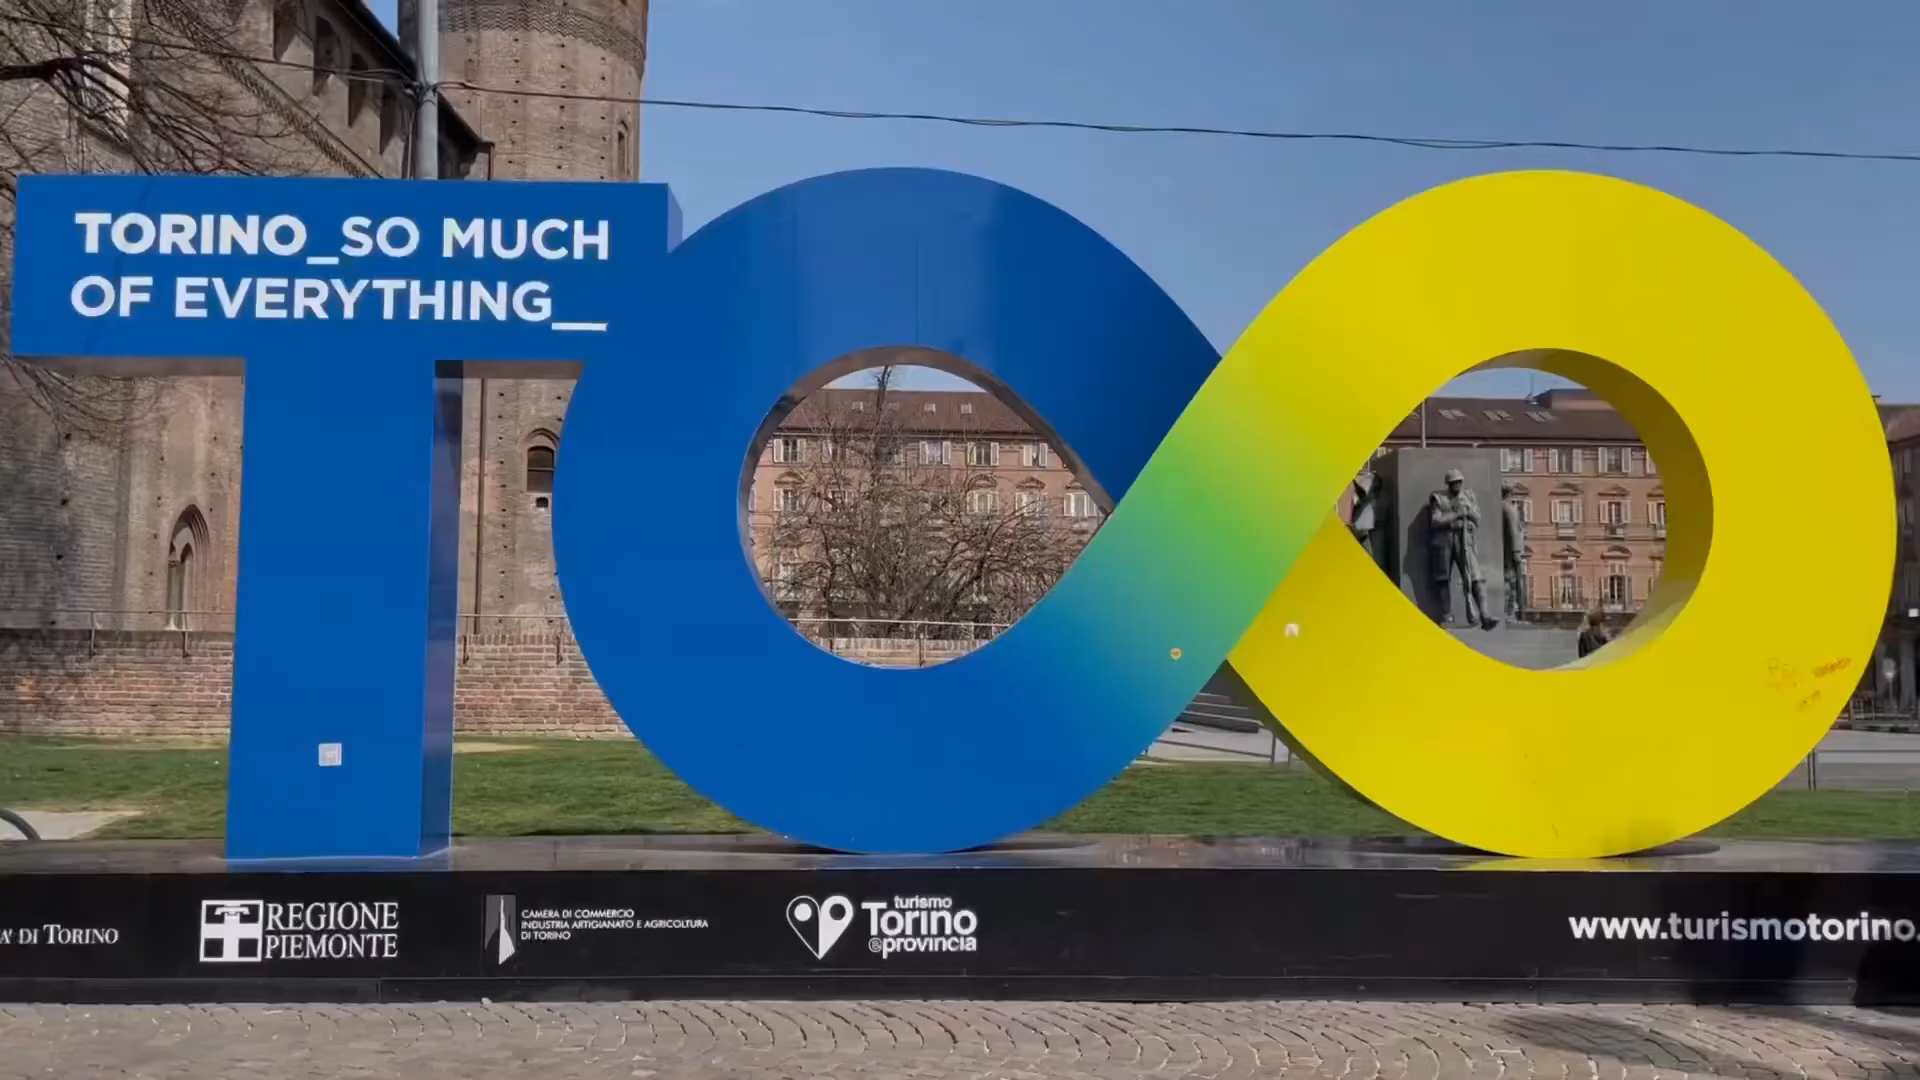 TORINO_SO MUCH
OF EVERYTHING_
TOO
A' DI TORINO
REGIONE
PIEMONTE
CAMERA DI COMMERCIO
INDUSTRIA ARTIGIANATO E AGRICOLTURA
DI TORINO
turismo
Torino
e provincia
www.turismotorino.